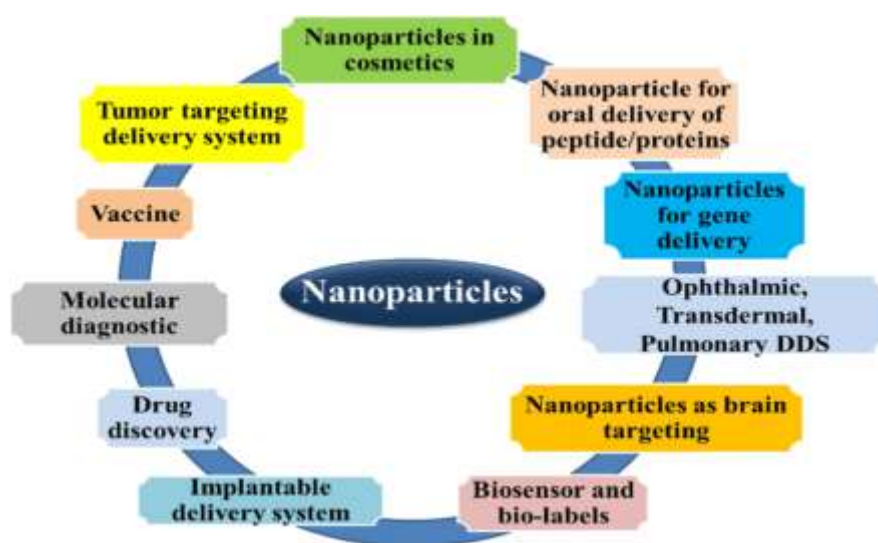 Nanoparticles in
cosmetics
Nanoparticle for
oral delivery of
peptide/proteins
Nanoparticles
for gene
delivery
Ophthalmic,
Transdermal,
Pulmonary DDS
Nanoparticles as brain
targeting
Biosensor and
bio-labels
Implantable
delivery system
Drug
discovery
Molecular
diagnostic
Vaccine
Tumor targeting
delivery system
Nanoparticles